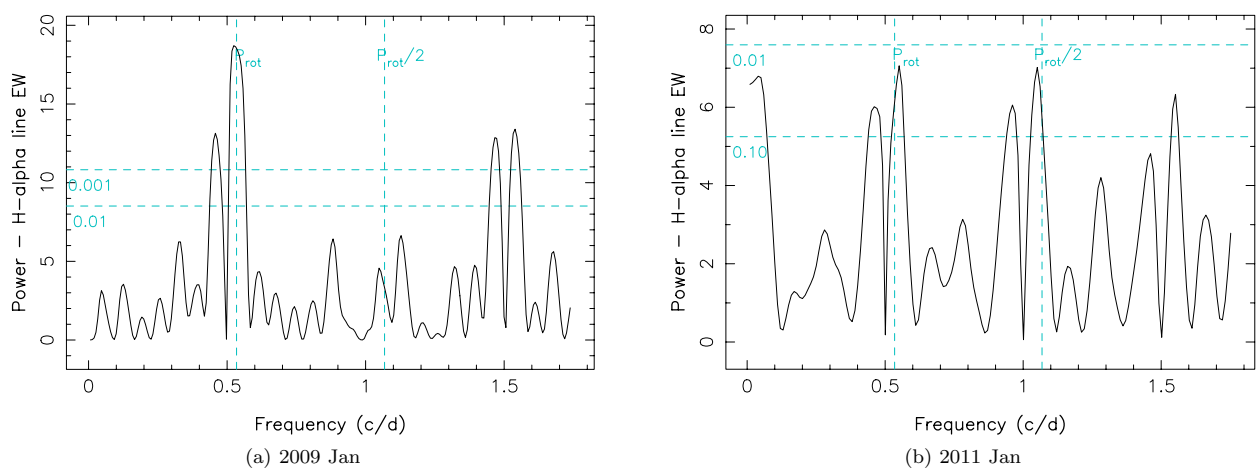 Power – H-alpha line EW
20
15
10
5
0
P_rot
P_rot/2
0.001
0.01
0
0.5
1
1.5
Frequency (c/d)
(a) 2009 Jan
Power – H-alpha line EW
8
6
4
2
0
0.01
P_rot
P_rot/2
0.10
0
0.5
1
1.5
Frequency (c/d)
(b) 2011 Jan